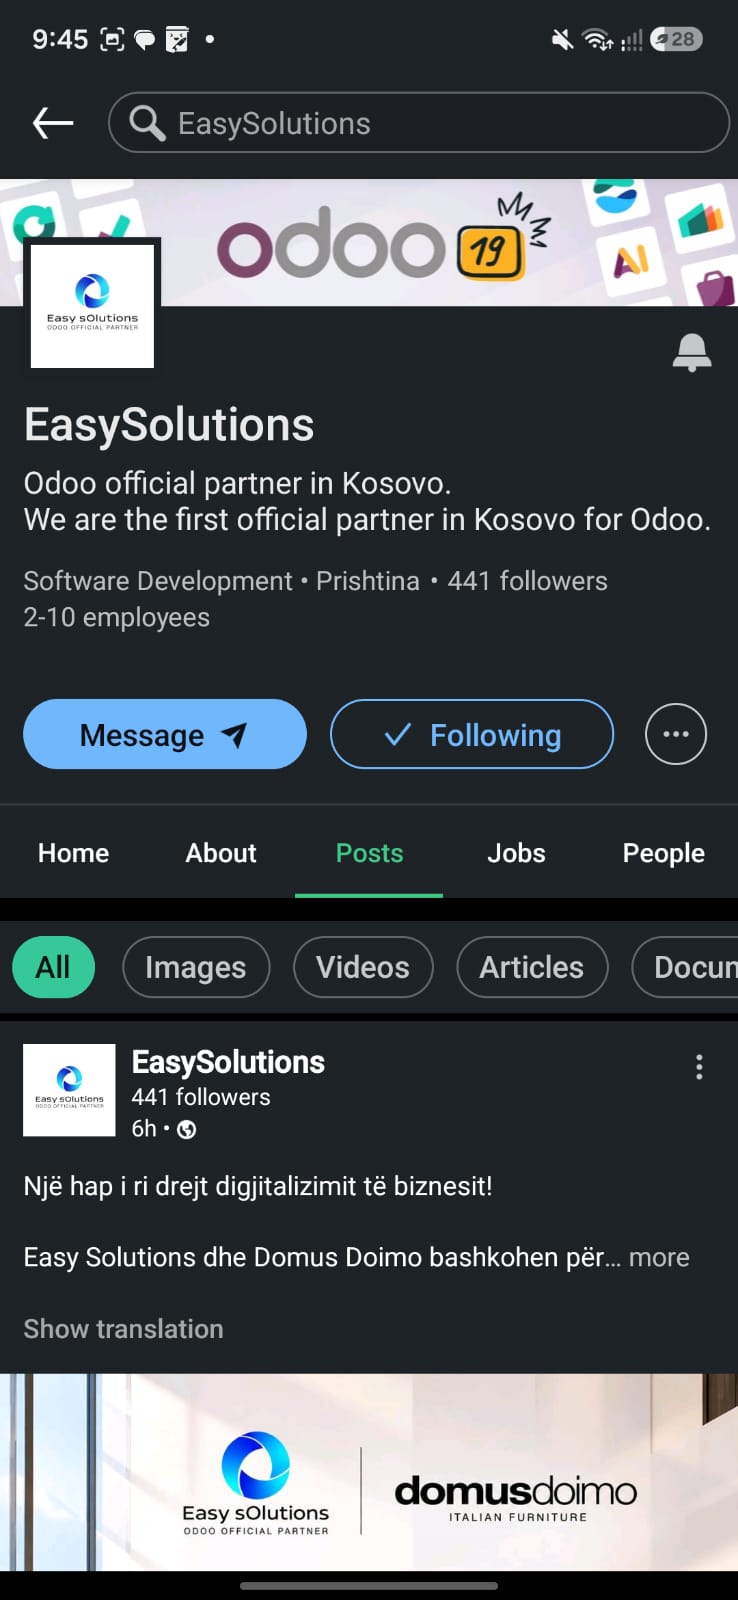 9:45
28
EasySolutions
odoo 19
AI
Easy sOlutions
ODOO OFFICIAL PARTNER
EasySolutions
Odoo official partner in Kosovo.
We are the first official partner in Kosovo for Odoo.
Software Development • Prishtina • 441 followers
2-10 employees
Message
Following
Home About Posts Jobs People
All Images Videos Articles Docum
Easy sOlutions
ODOO OFFICIAL PARTNER
EasySolutions
441 followers
6h •
Një hap i ri drejt digjitalizimit të biznesit!
Easy Solutions dhe Domus Doimo bashkohen për... more
Show translation
Easy sOlutions
ODOO OFFICIAL PARTNER
domusdoimo
ITALIAN FURNITURE